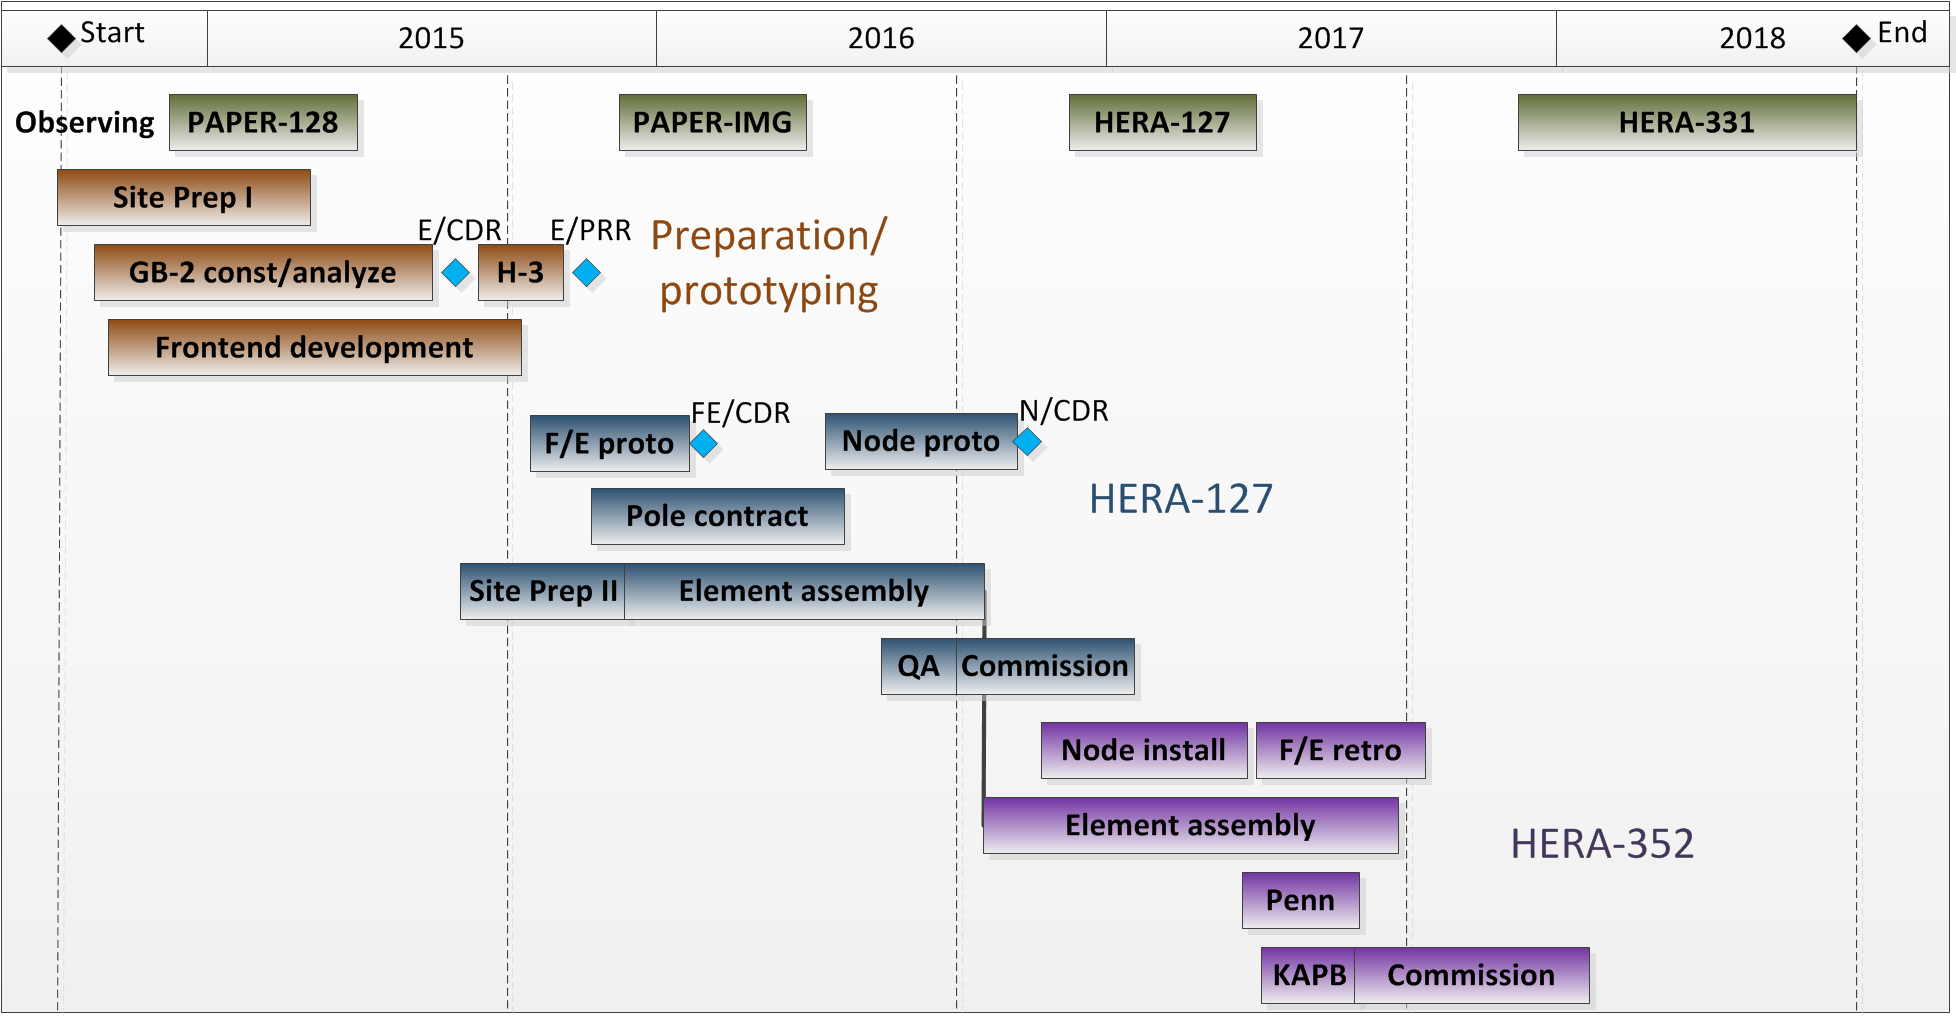 Start
2015
2016
2017
2018
End
Observing
PAPER-128
PAPER-IMG
HERA-127
HERA-331
Site Prep I
E/CDR
E/PRR
Preparation/
prototyping
GB-2 const/analyze
H-3
Frontend development
F/E proto
FE/CDR
Node proto
N/CDR
HERA-127
Pole contract
Site Prep II
Element assembly
QA
Commission
Node install
F/E retro
Element assembly
HERA-352
Penn
KAPB
Commission